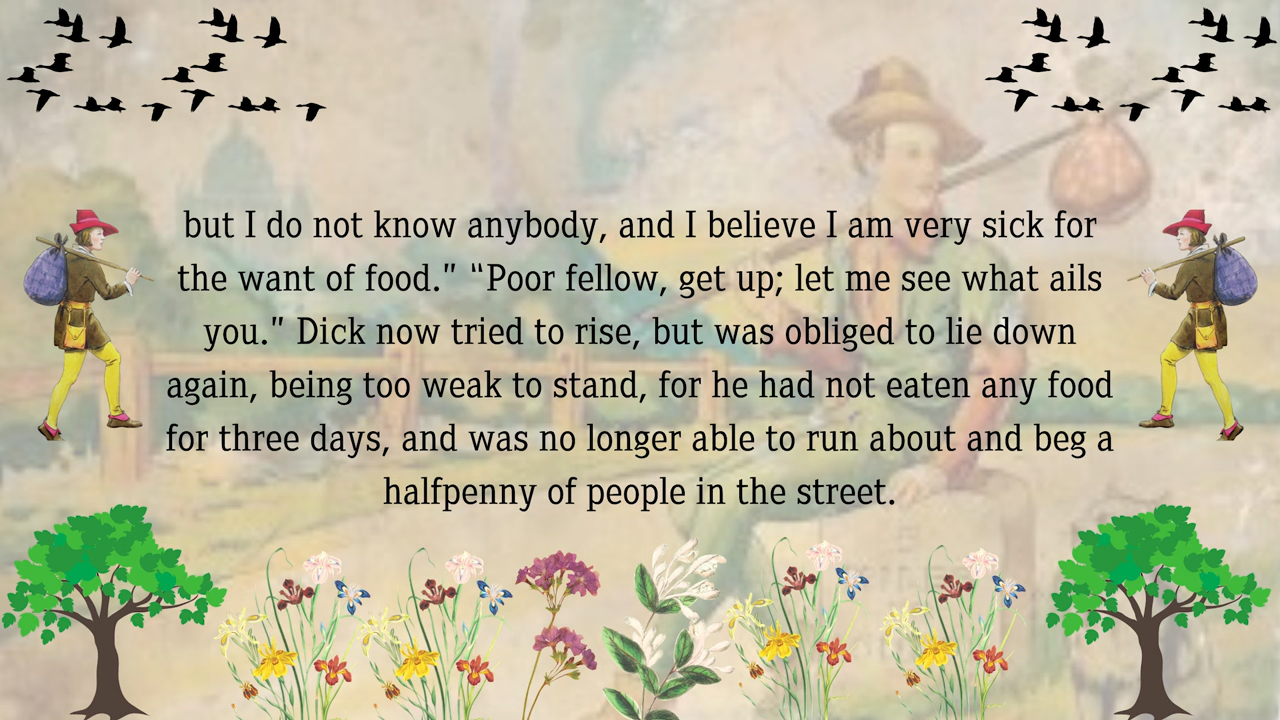 but I do not know anybody, and I believe I am very sick for
the want of food." “Poor fellow, get up; let me see what ails
you." Dick now tried to rise, but was obliged to lie down
again, being too weak to stand, for he had not eaten any food
for three days, and was no longer able to run about and beg a
halfpenny of people in the street.